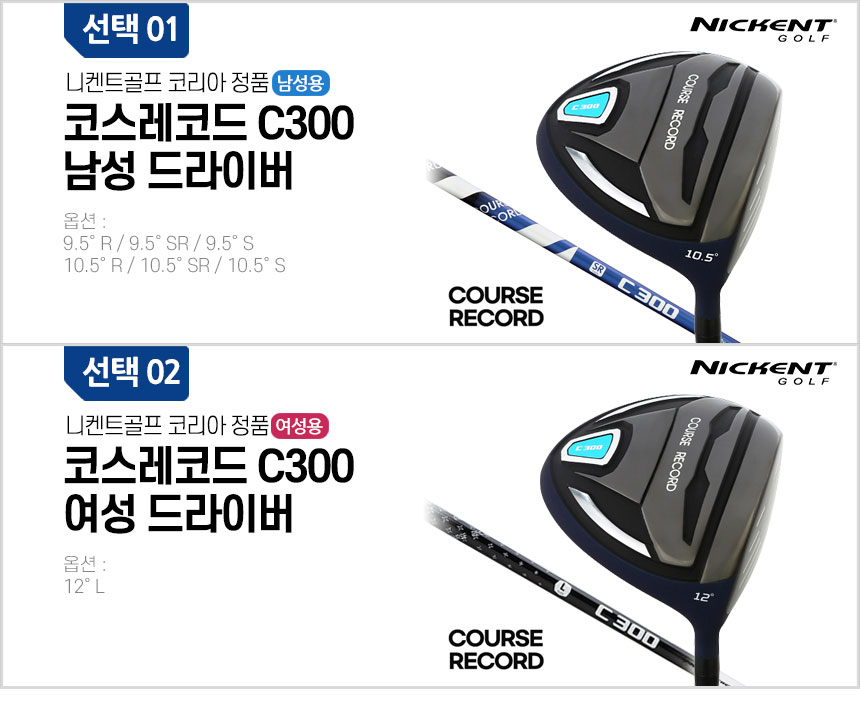 선택 01
NICKENT®
GOLF
니켄트골프 코리아 정품 남성용
코스레코드 C300
남성 드라이버
옵션 :
9.5° R / 9.5° SR / 9.5° S
10.5° R / 10.5° SR / 10.5° S
C300
COURSE RECORD
10.5°
SR
C300
COURSE
RECORD
선택 02
NICKENT®
GOLF
니켄트골프 코리아 정품 여성용
코스레코드 C300
여성 드라이버
옵션 :
12° L
C300
COURSE RECORD
12°
L
C300
COURSE
RECORD